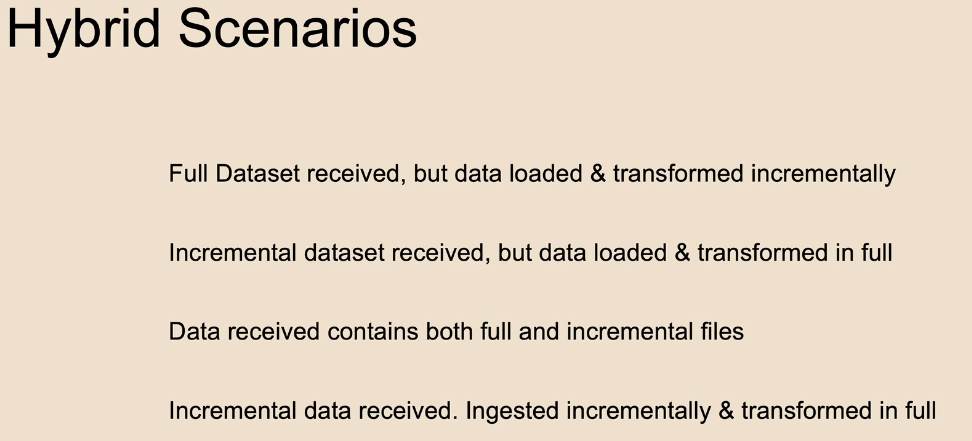 Hybrid Scenarios
Full Dataset received, but data loaded & transformed incrementally
Incremental dataset received, but data loaded & transformed in full
Data received contains both full and incremental files
Incremental data received. Ingested incrementally & transformed in full